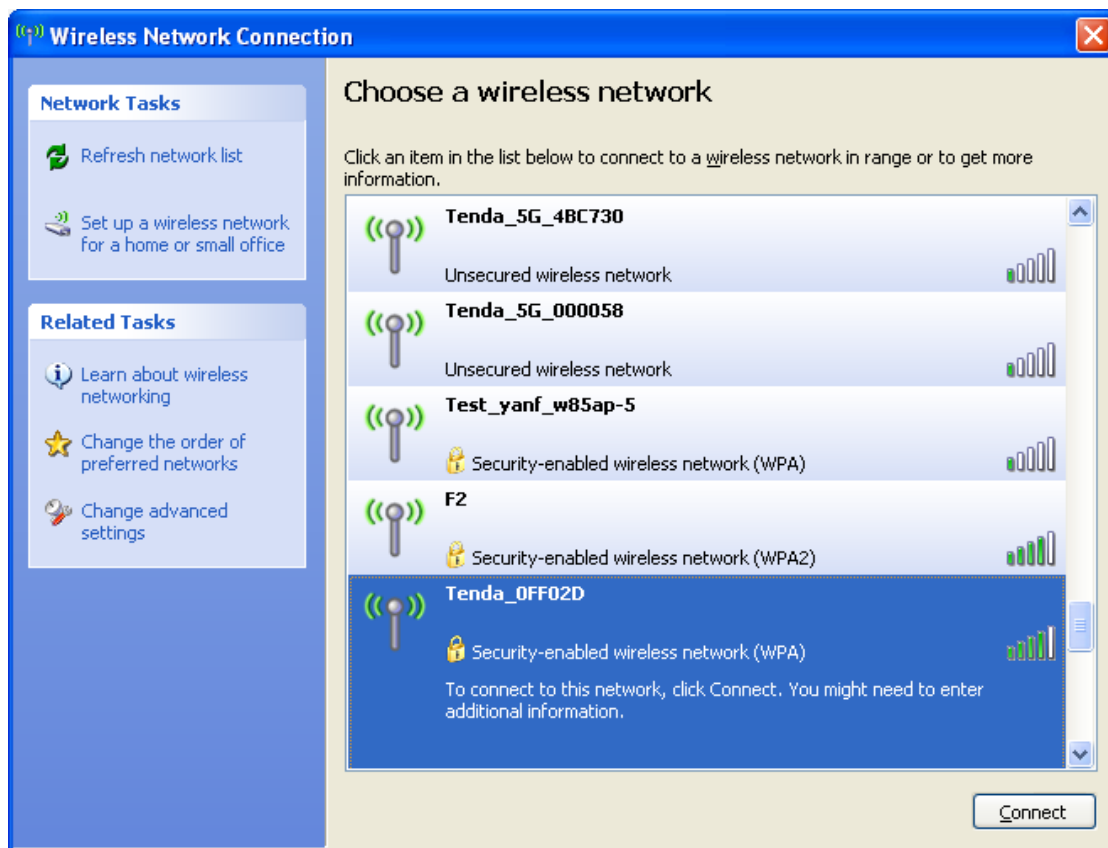 Wireless Network Connection
Network Tasks
Refresh network list
Set up a wireless network
for a home or small office
Related Tasks
Learn about wireless
networking
Change the order of
preferred networks
Change advanced
settings
Choose a wireless network
Click an item in the list below to connect to a wireless network in range or to get more
information.
Tenda_5G_4BC730
Unsecured wireless network
Tenda_5G_000058
Unsecured wireless network
Test_yanf_w85ap-5
Security-enabled wireless network (WPA)
F2
Security-enabled wireless network (WPA2)
Tenda_0FF02D
Security-enabled wireless network (WPA)
To connect to this network, click Connect. You might need to enter
additional information.
Connect